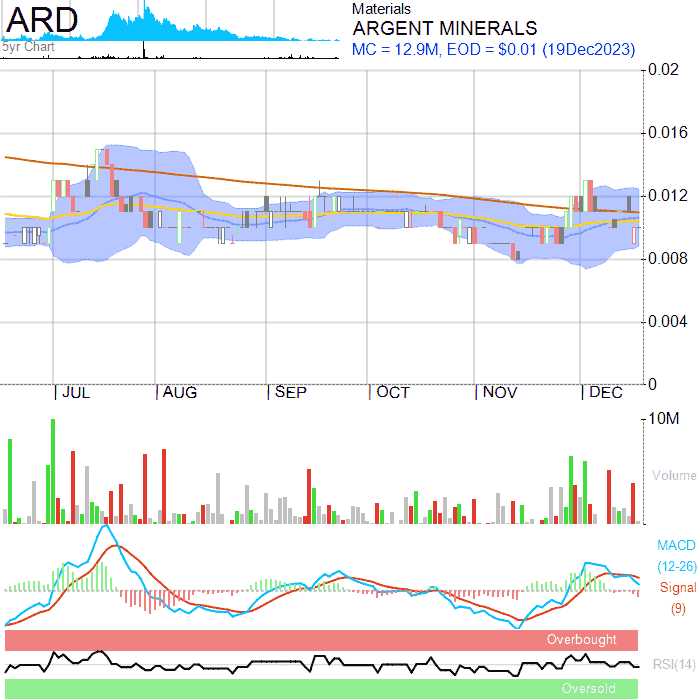 ARD
5yr Chart
Materials
ARGENT MINERALS
MC = 12.9M, EOD = $0.01 (19Dec2023)
0.02
0.016
0.012
0.008
0.004
0
JUL AUG SEP OCT NOV DEC
10M
Volume
MACD
(12-26)
Signal
(9)
Overbought
RSI(14)
Oversold